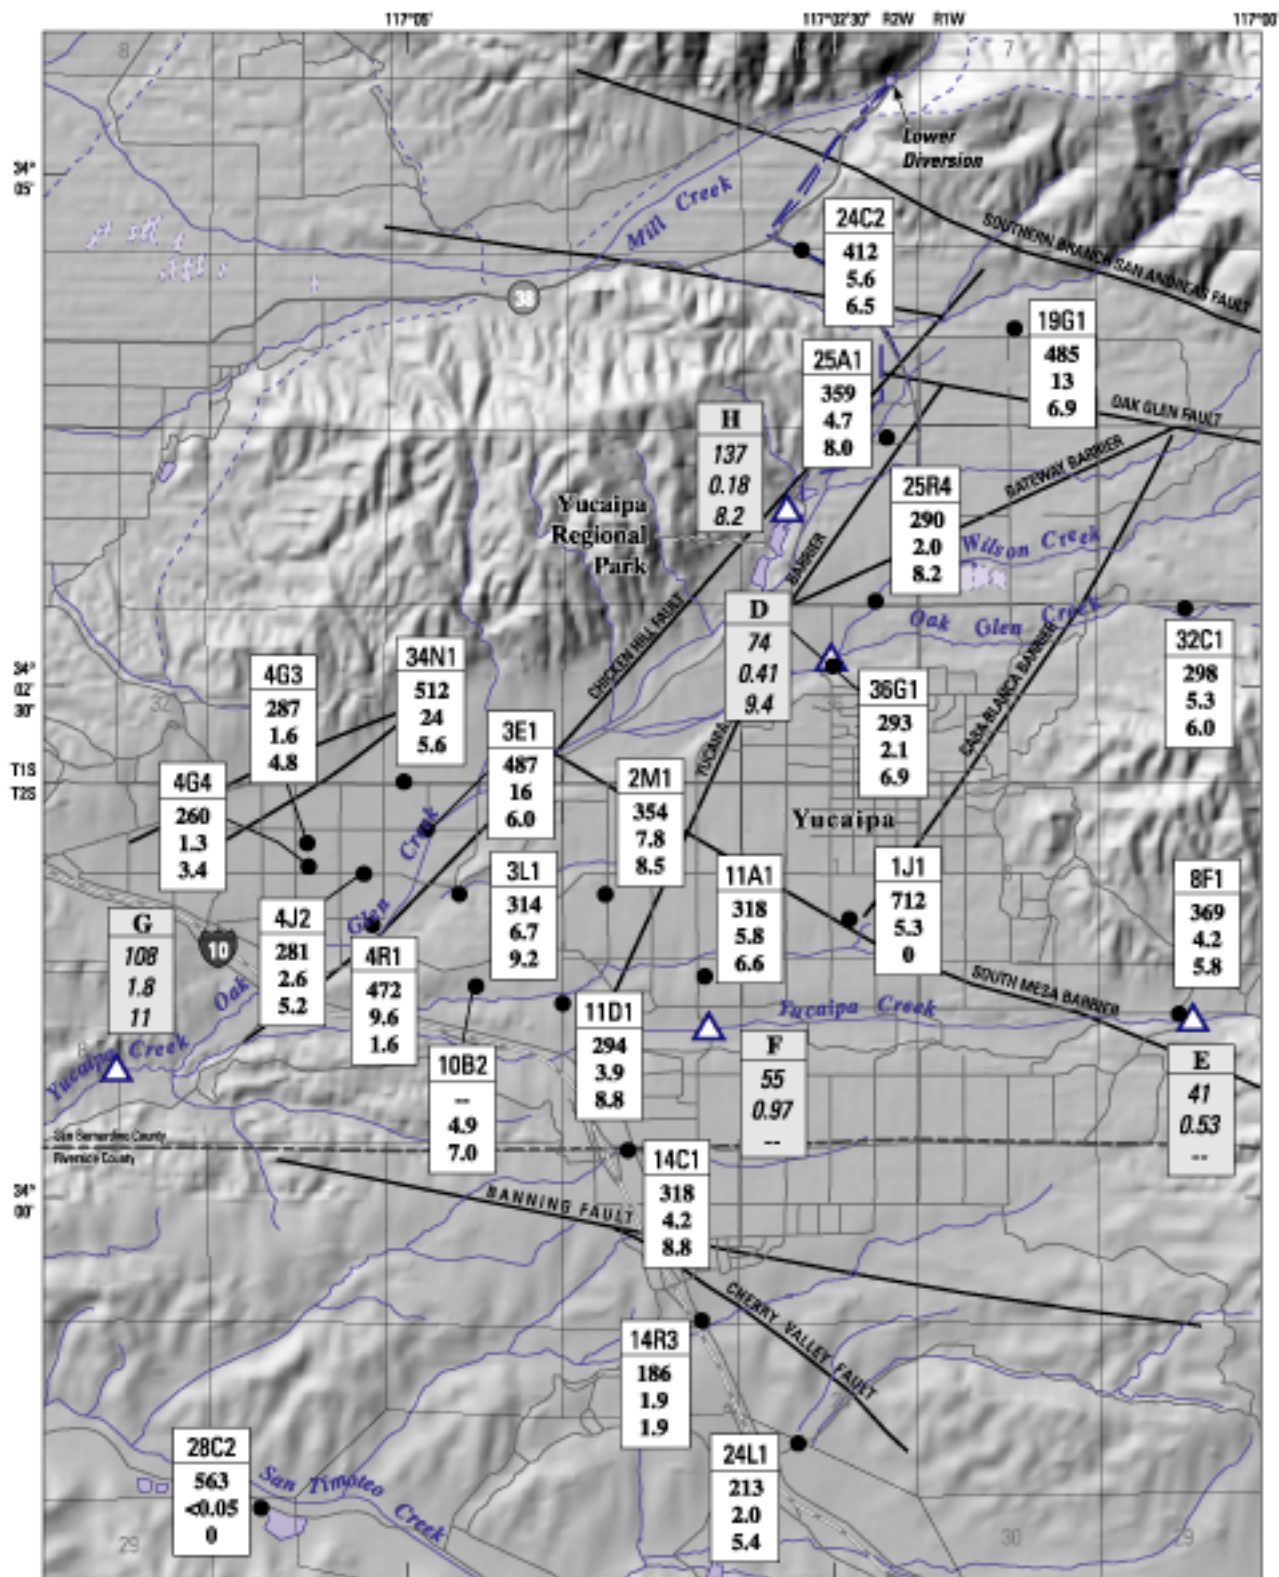 117°05'
117°02'30" R2W R1W
117°00'
8
7
Lower
Diversion
34°
05'
Mill Creek
24C2
412
5.6
6.5
SOUTHERN BRANCH SAN ANDREAS FAULT
38
19G1
485
13
6.9
25A1
359
4.7
8.0
OAK GLEN FAULT
H
137
0.18
8.2
GATEWAY BARRIER
25R4
290
2.0
8.2
Yucaipa
Regional
Park
Wilson Creek
BARRIER
D
74
0.41
9.4
Oak Glen Creek
32C1
298
5.3
6.0
CHICKEN HILL FAULT
CASA BLANCA BARRIER
34N1
512
24
5.6
4G3
287
1.6
4.8
34°
02'
30"
32
36G1
293
2.1
6.9
3E1
487
16
6.0
YUCAIPA
T1S
T2S
4G4
260
1.3
3.4
2M1
354
7.8
8.5
Yucaipa
Creek
3L1
314
6.7
9.2
11A1
318
5.8
6.6
1J1
712
5.3
0
8F1
369
4.2
5.8
G
108
1.8
11
10
4J2
281
2.6
5.2
Glen
4R1
472
9.6
1.6
Oak
SOUTH MESA BARRIER
Yucaipa Creek
11D1
294
3.9
8.8
F
55
0.97
--
E
41
0.53
--
Yucaipa Creek
10B2
--
4.9
7.0
San Bernardino County
Riverside County
14C1
318
4.2
8.8
34°
00'
BANNING FAULT
CHERRY VALLEY FAULT
14R3
186
1.9
1.9
28C2
563
<0.05
0
San Timoteo Creek
24L1
213
2.0
5.4
29
30
29